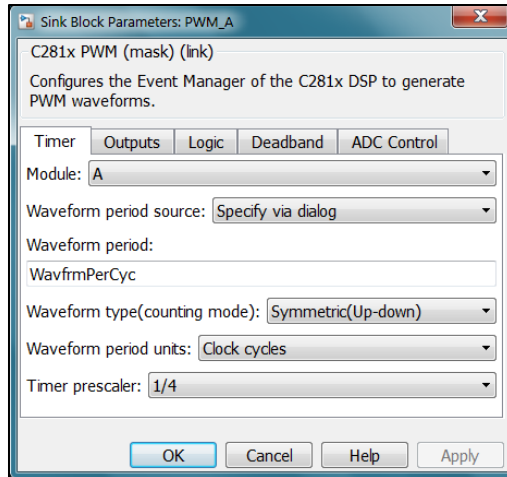 Sink Block Parameters: PWM_A
C281x PWM (mask) (link)
Configures the Event Manager of the C281x DSP to generate
PWM waveforms.
Timer Outputs Logic Deadband ADC Control
Module: A
Waveform period source: Specify via dialog
Waveform period:
WavfrmPerCyc
Waveform type(counting mode): Symmetric(Up-down)
Waveform period units: Clock cycles
Timer prescaler: 1/4
OK Cancel Help Apply